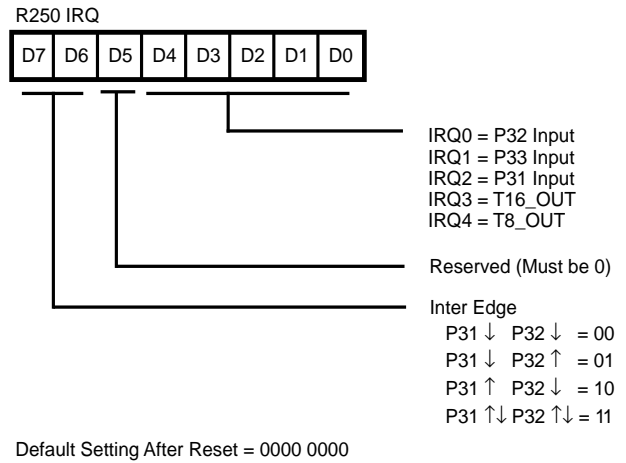 R250 IRQ
D7 D6 D5 D4 D3 D2 D1 D0
IRQ0 = P32 Input
IRQ1 = P33 Input
IRQ2 = P31 Input
IRQ3 = T16_OUT
IRQ4 = T8_OUT
Reserved (Must be 0)
Inter Edge
P31 ↓ P32 ↓ = 00
P31 ↓ P32 ↑ = 01
P31 ↑ P32 ↓ = 10
P31 ↑↓ P32 ↑↓ = 11
Default Setting After Reset = 0000 0000